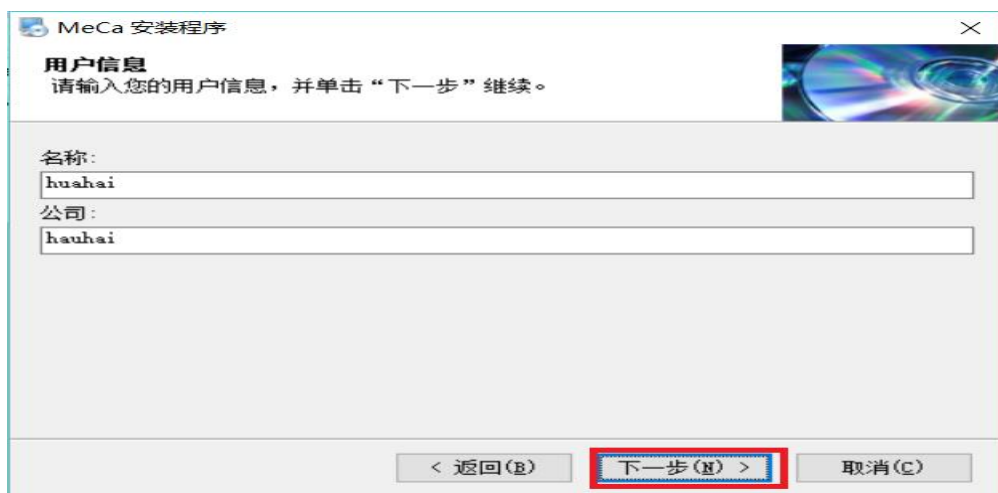 MeCa 安装程序
用户信息
请输入您的用户信息，并单击“下一步”继续。
名称:
huahai
公司:
hauhai
< 返回(B)
下一步(N) >
取消(C)